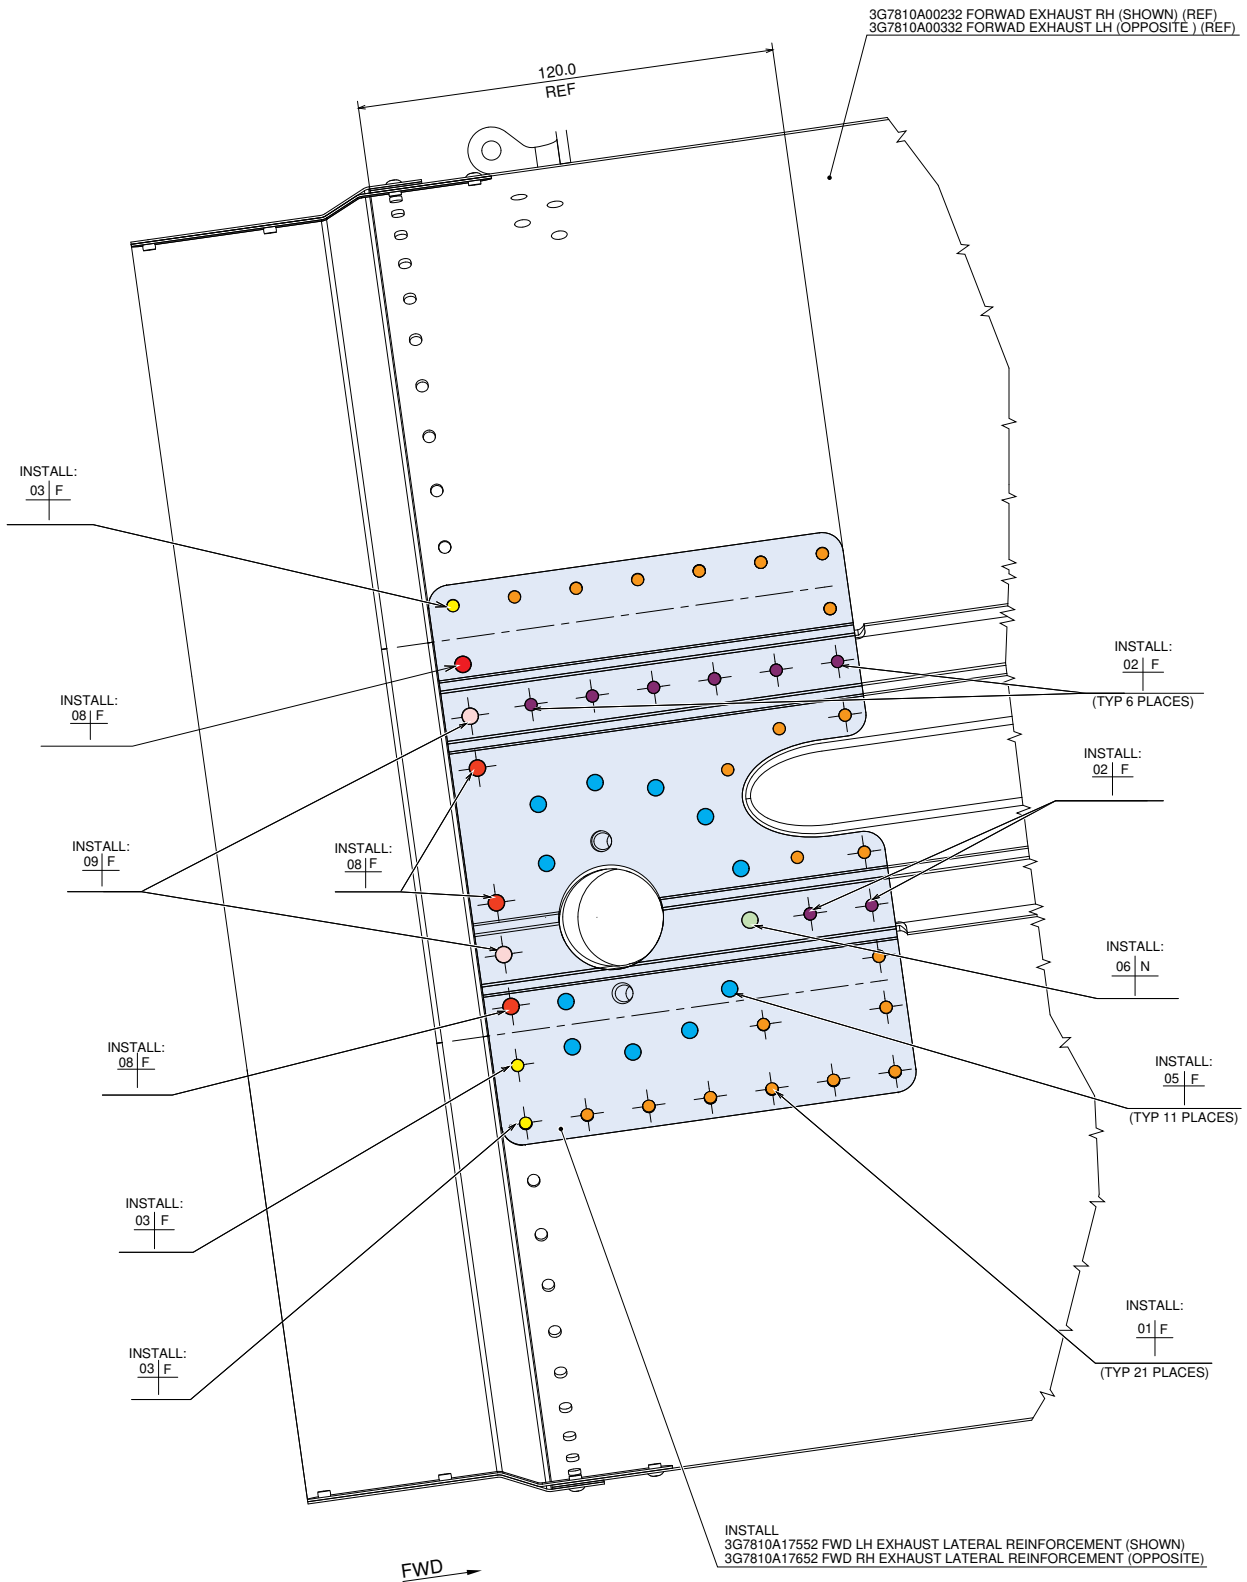 3G7810A00232 FORWAD EXHAUST RH (SHOWN) (REF)
3G7810A00332 FORWAD EXHAUST LH (OPPOSITE ) (REF)
120.0
REF
INSTALL:
03 F
INSTALL:
08 F
INSTALL:
09 F
INSTALL:
08 F
INSTALL:
08 F
INSTALL:
03 F
INSTALL:
03 F
INSTALL:
02 F
(TYP 6 PLACES)
INSTALL:
02 F
INSTALL:
06 N
INSTALL:
05 F
(TYP 11 PLACES)
INSTALL:
01 F
(TYP 21 PLACES)
INSTALL
3G7810A17552 FWD LH EXHAUST LATERAL REINFORCEMENT (SHOWN)
3G7810A17652 FWD RH EXHAUST LATERAL REINFORCEMENT (OPPOSITE)
FWD